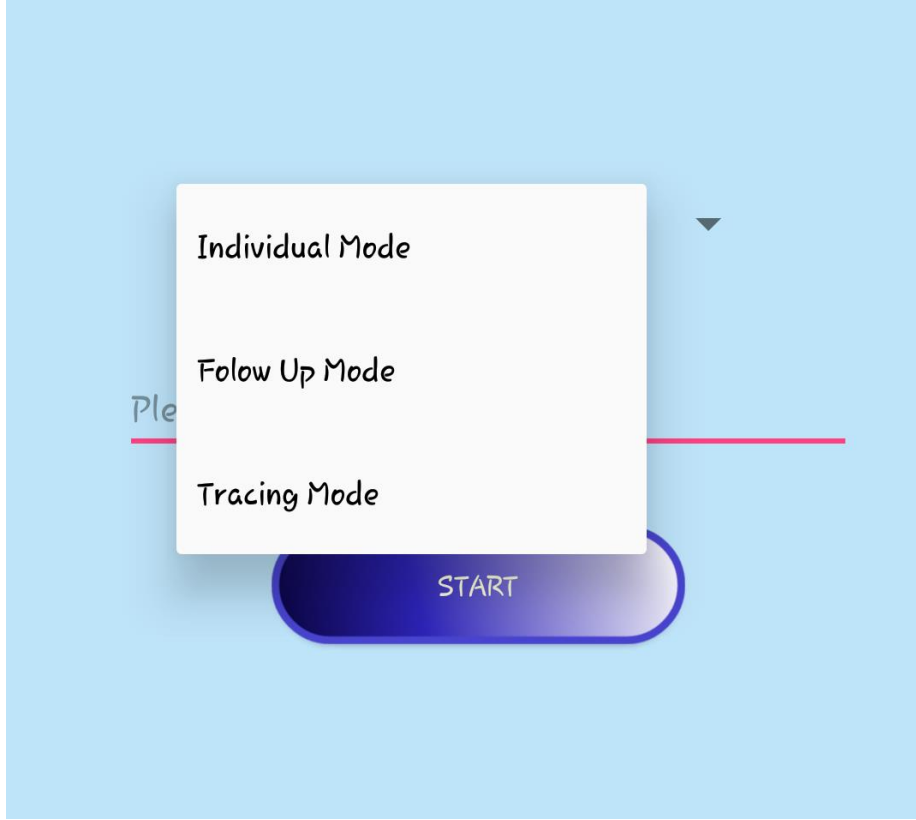 Individual Mode
Folow Up Mode
Ple
Tracing Mode
START